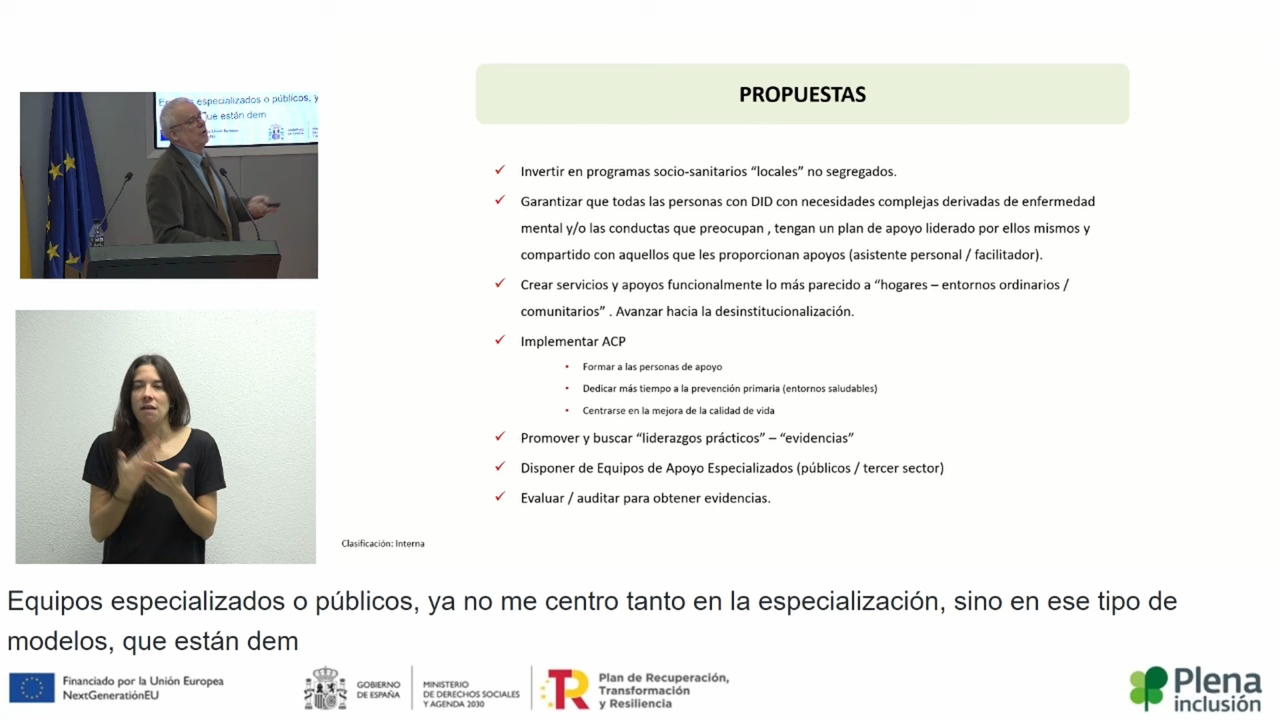 PROPUESTAS
Invertir en programas socio-sanitarios “locales” no segregados.
Garantizar que todas las personas con DID con necesidades complejas derivadas de enfermedad
mental y/o las conductas que preocupan , tengan un plan de apoyo liderado por ellos mismos y
compartido con aquellos que les proporcionan apoyos (asistente personal / facilitador).
Crear servicios y apoyos funcionalmente lo más parecido a “hogares – entornos ordinarios /
comunitarios” . Avanzar hacia la desinstitucionalización.
Implementar ACP
Formar a las personas de apoyo
Dedicar más tiempo a la prevención primaria (entornos saludables)
Centrarse en la mejora de la calidad de vida
Promover y buscar “liderazgos prácticos” – “evidencias”
Disponer de Equipos de Apoyo Especializados (públicos / tercer sector)
Evaluar / auditar para obtener evidencias.
Clasificación: Interna
especializados o públicos, y
que están dem
Equipos especializados o públicos, ya no me centro tanto en la especialización, sino en ese tipo de
modelos, que están dem
Financiado por la Unión Europea
NextGenerationEU
GOBIERNO
DE ESPAÑA
MINISTERIO
DE DERECHOS SOCIALES
Y AGENDA 2030
Plan de Recuperación,
Transformación
y Resiliencia
Plena
inclusión